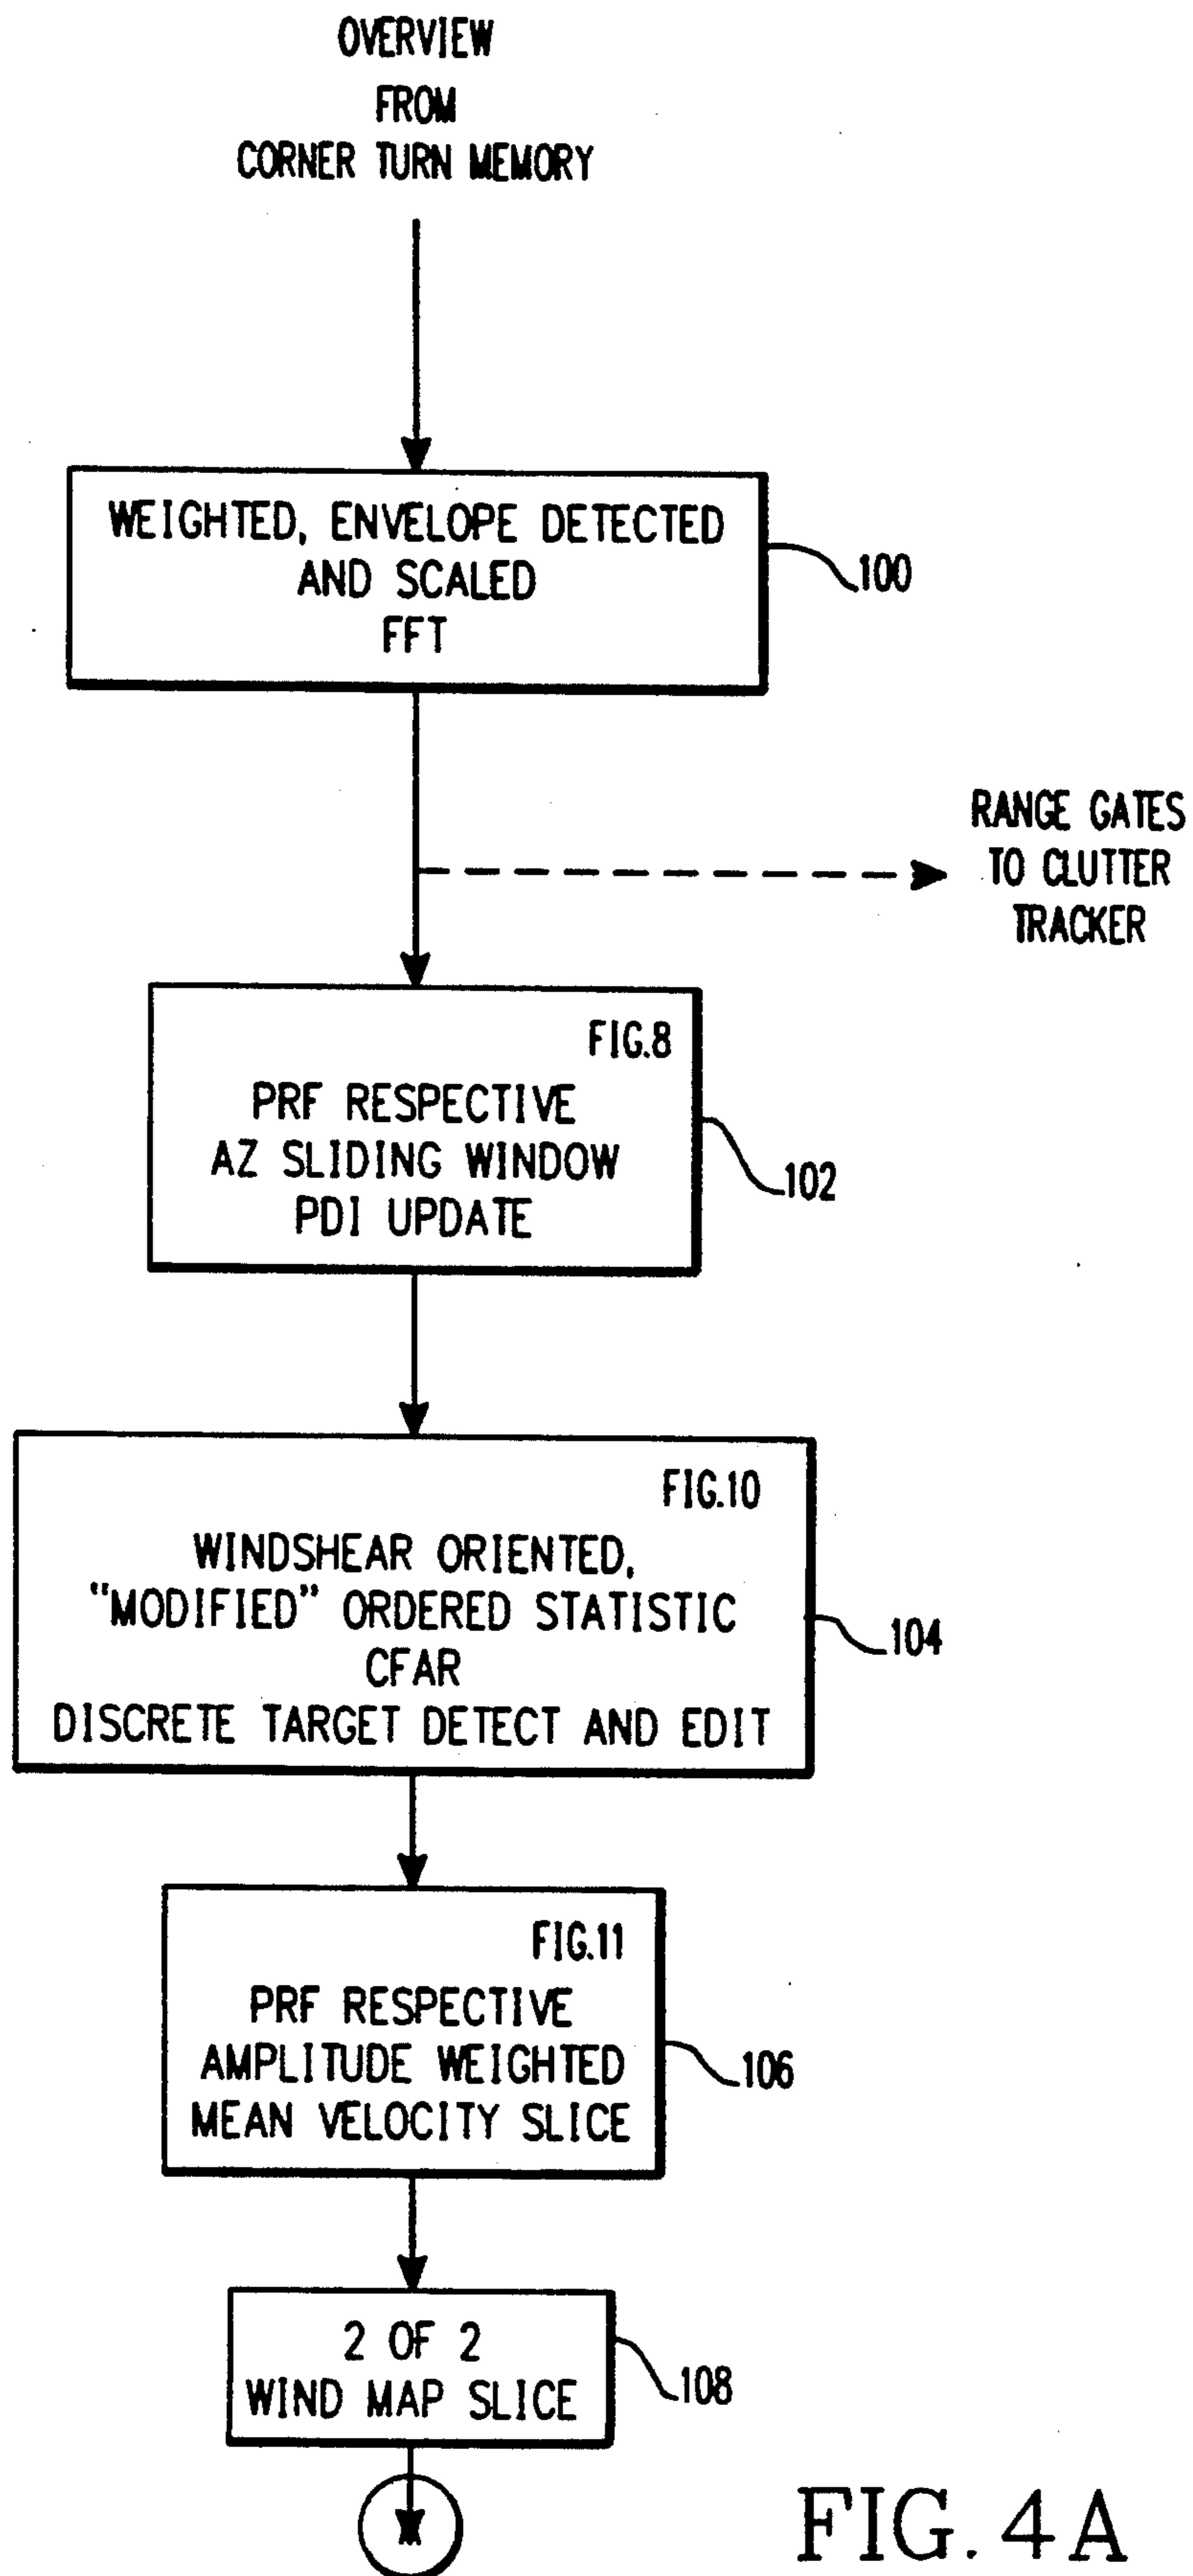 OVERVIEW
FROM
CORNER TURN MEMORY
WEIGHTED, ENVELOPE DETECTED
AND SCALED
FFT
100
RANGE GATES
TO CLUTTER
TRACKER
FIG.8
PRF RESPECTIVE
AZ SLIDING WINDOW
PDI UPDATE
102
FIG.10
WINDSHEAR ORIENTED,
"MODIFIED" ORDERED STATISTIC
CFAR
DISCRETE TARGET DETECT AND EDIT
104
FIG.11
PRF RESPECTIVE
AMPLITUDE WEIGHTED
MEAN VELOCITY SLICE
106
2 OF 2
WIND MAP SLICE
108
FIG. 4A